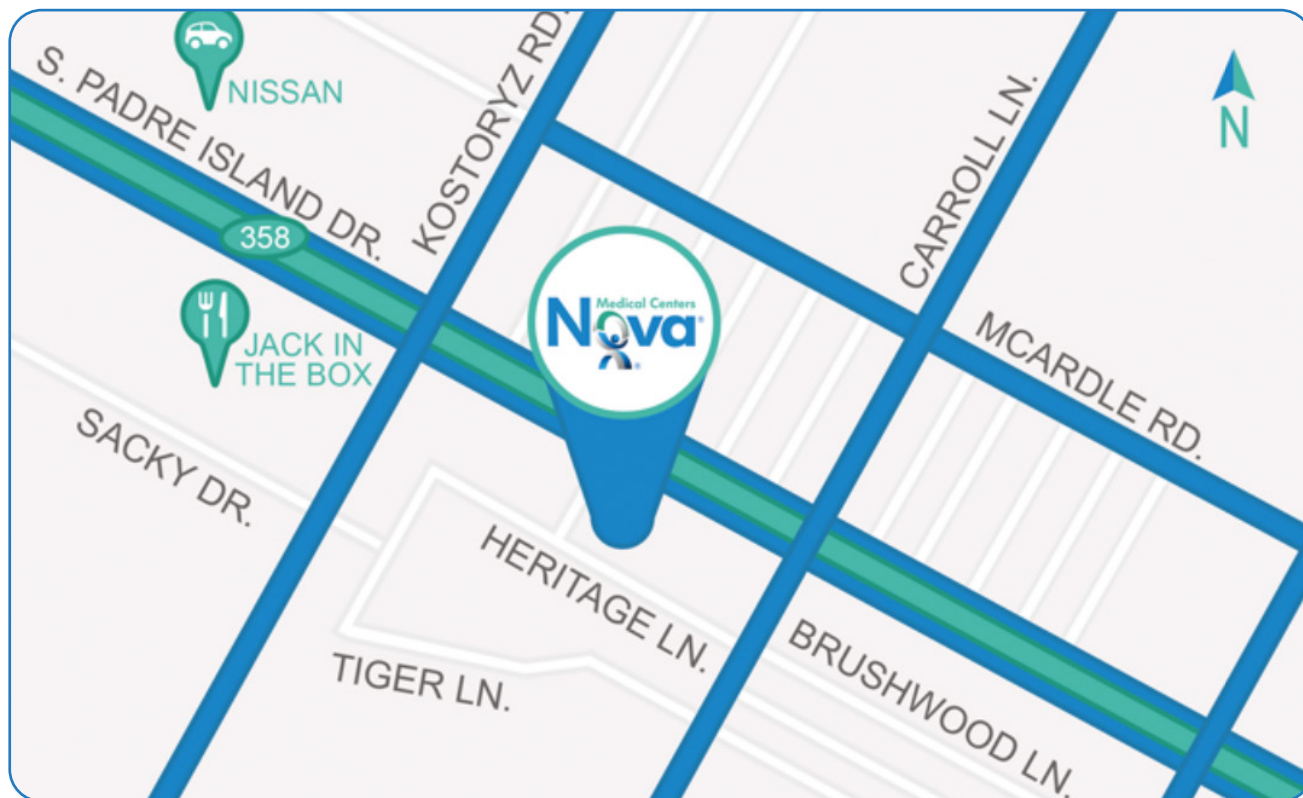 NISSAN
S. PADRE ISLAND DR.
KOSTORYZ RD.
CARROLL LN.
N
358
Medical Centers
Nova®
®
JACK IN
THE BOX
MCARDLE RD.
SACKY DR.
HERITAGE LN.
BRUSHWOOD LN.
TIGER LN.